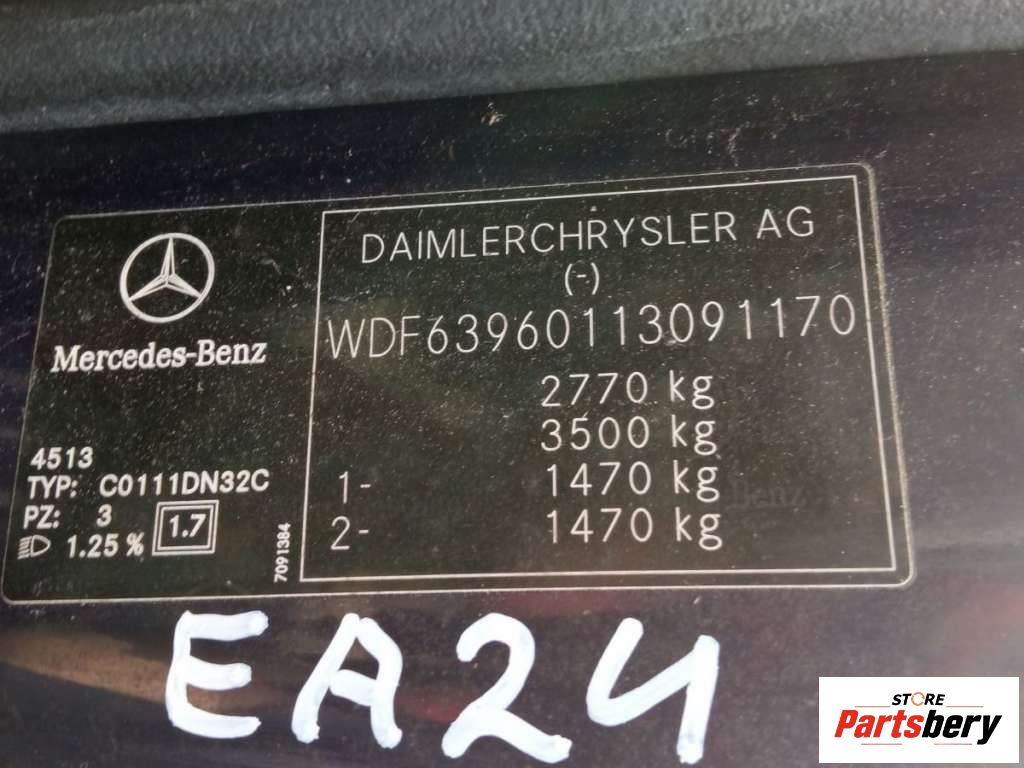 Mercedes-Benz
4513
TYP: C0111DN32C
PZ: 3
1.7
1.25 %
7091384
DAIMLERCHRYSLER AG
(-)
WDF63960113091170
2770 kg
3500 kg
1- 1470 kg
2- 1470 kg
Benz
EA24
STORE
Partsbery